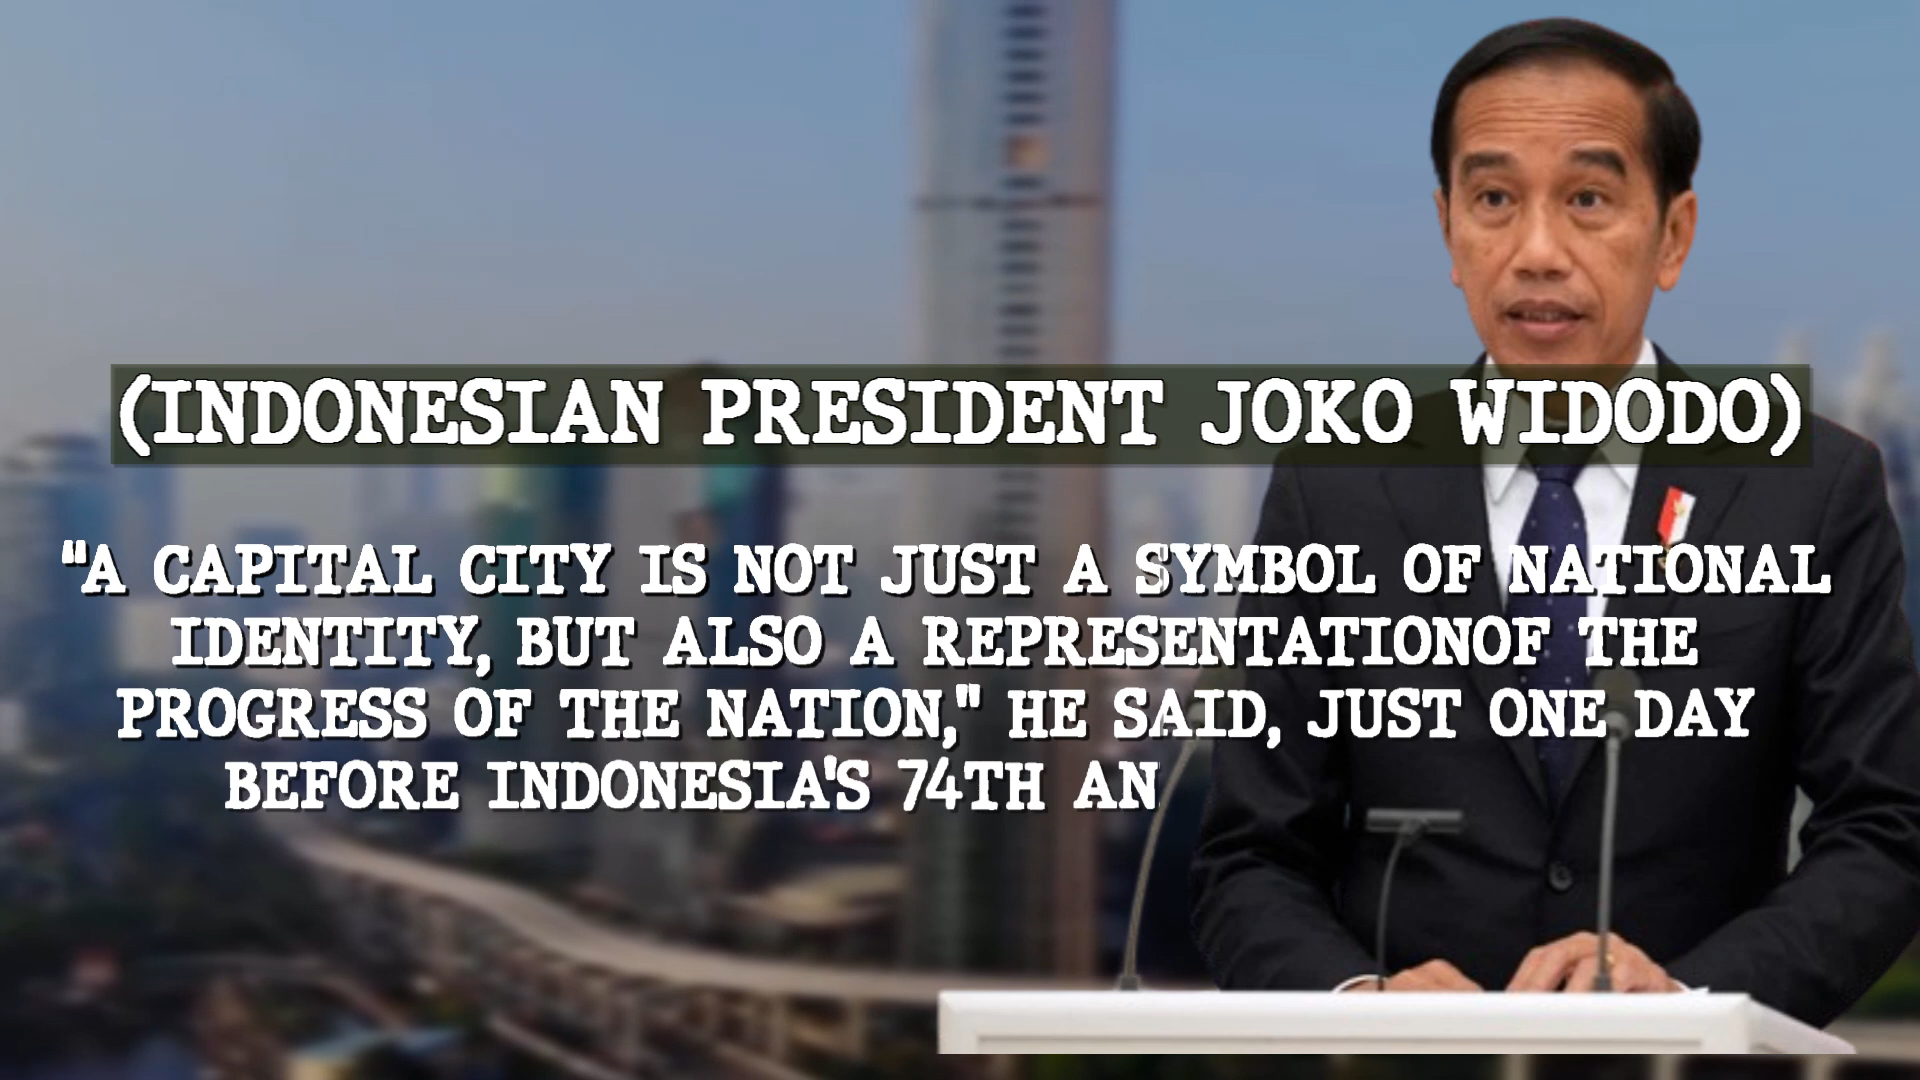 (INDONESIAN PRESIDENT JOKO WIDODO)
"A CAPITAL CITY IS NOT JUST A SYMBOL OF NATIONAL
IDENTITY, BUT ALSO A REPRESENTATIONOF THE
PROGRESS OF THE NATION," HE SAID, JUST ONE DAY
BEFORE INDONESIA'S 74TH AN